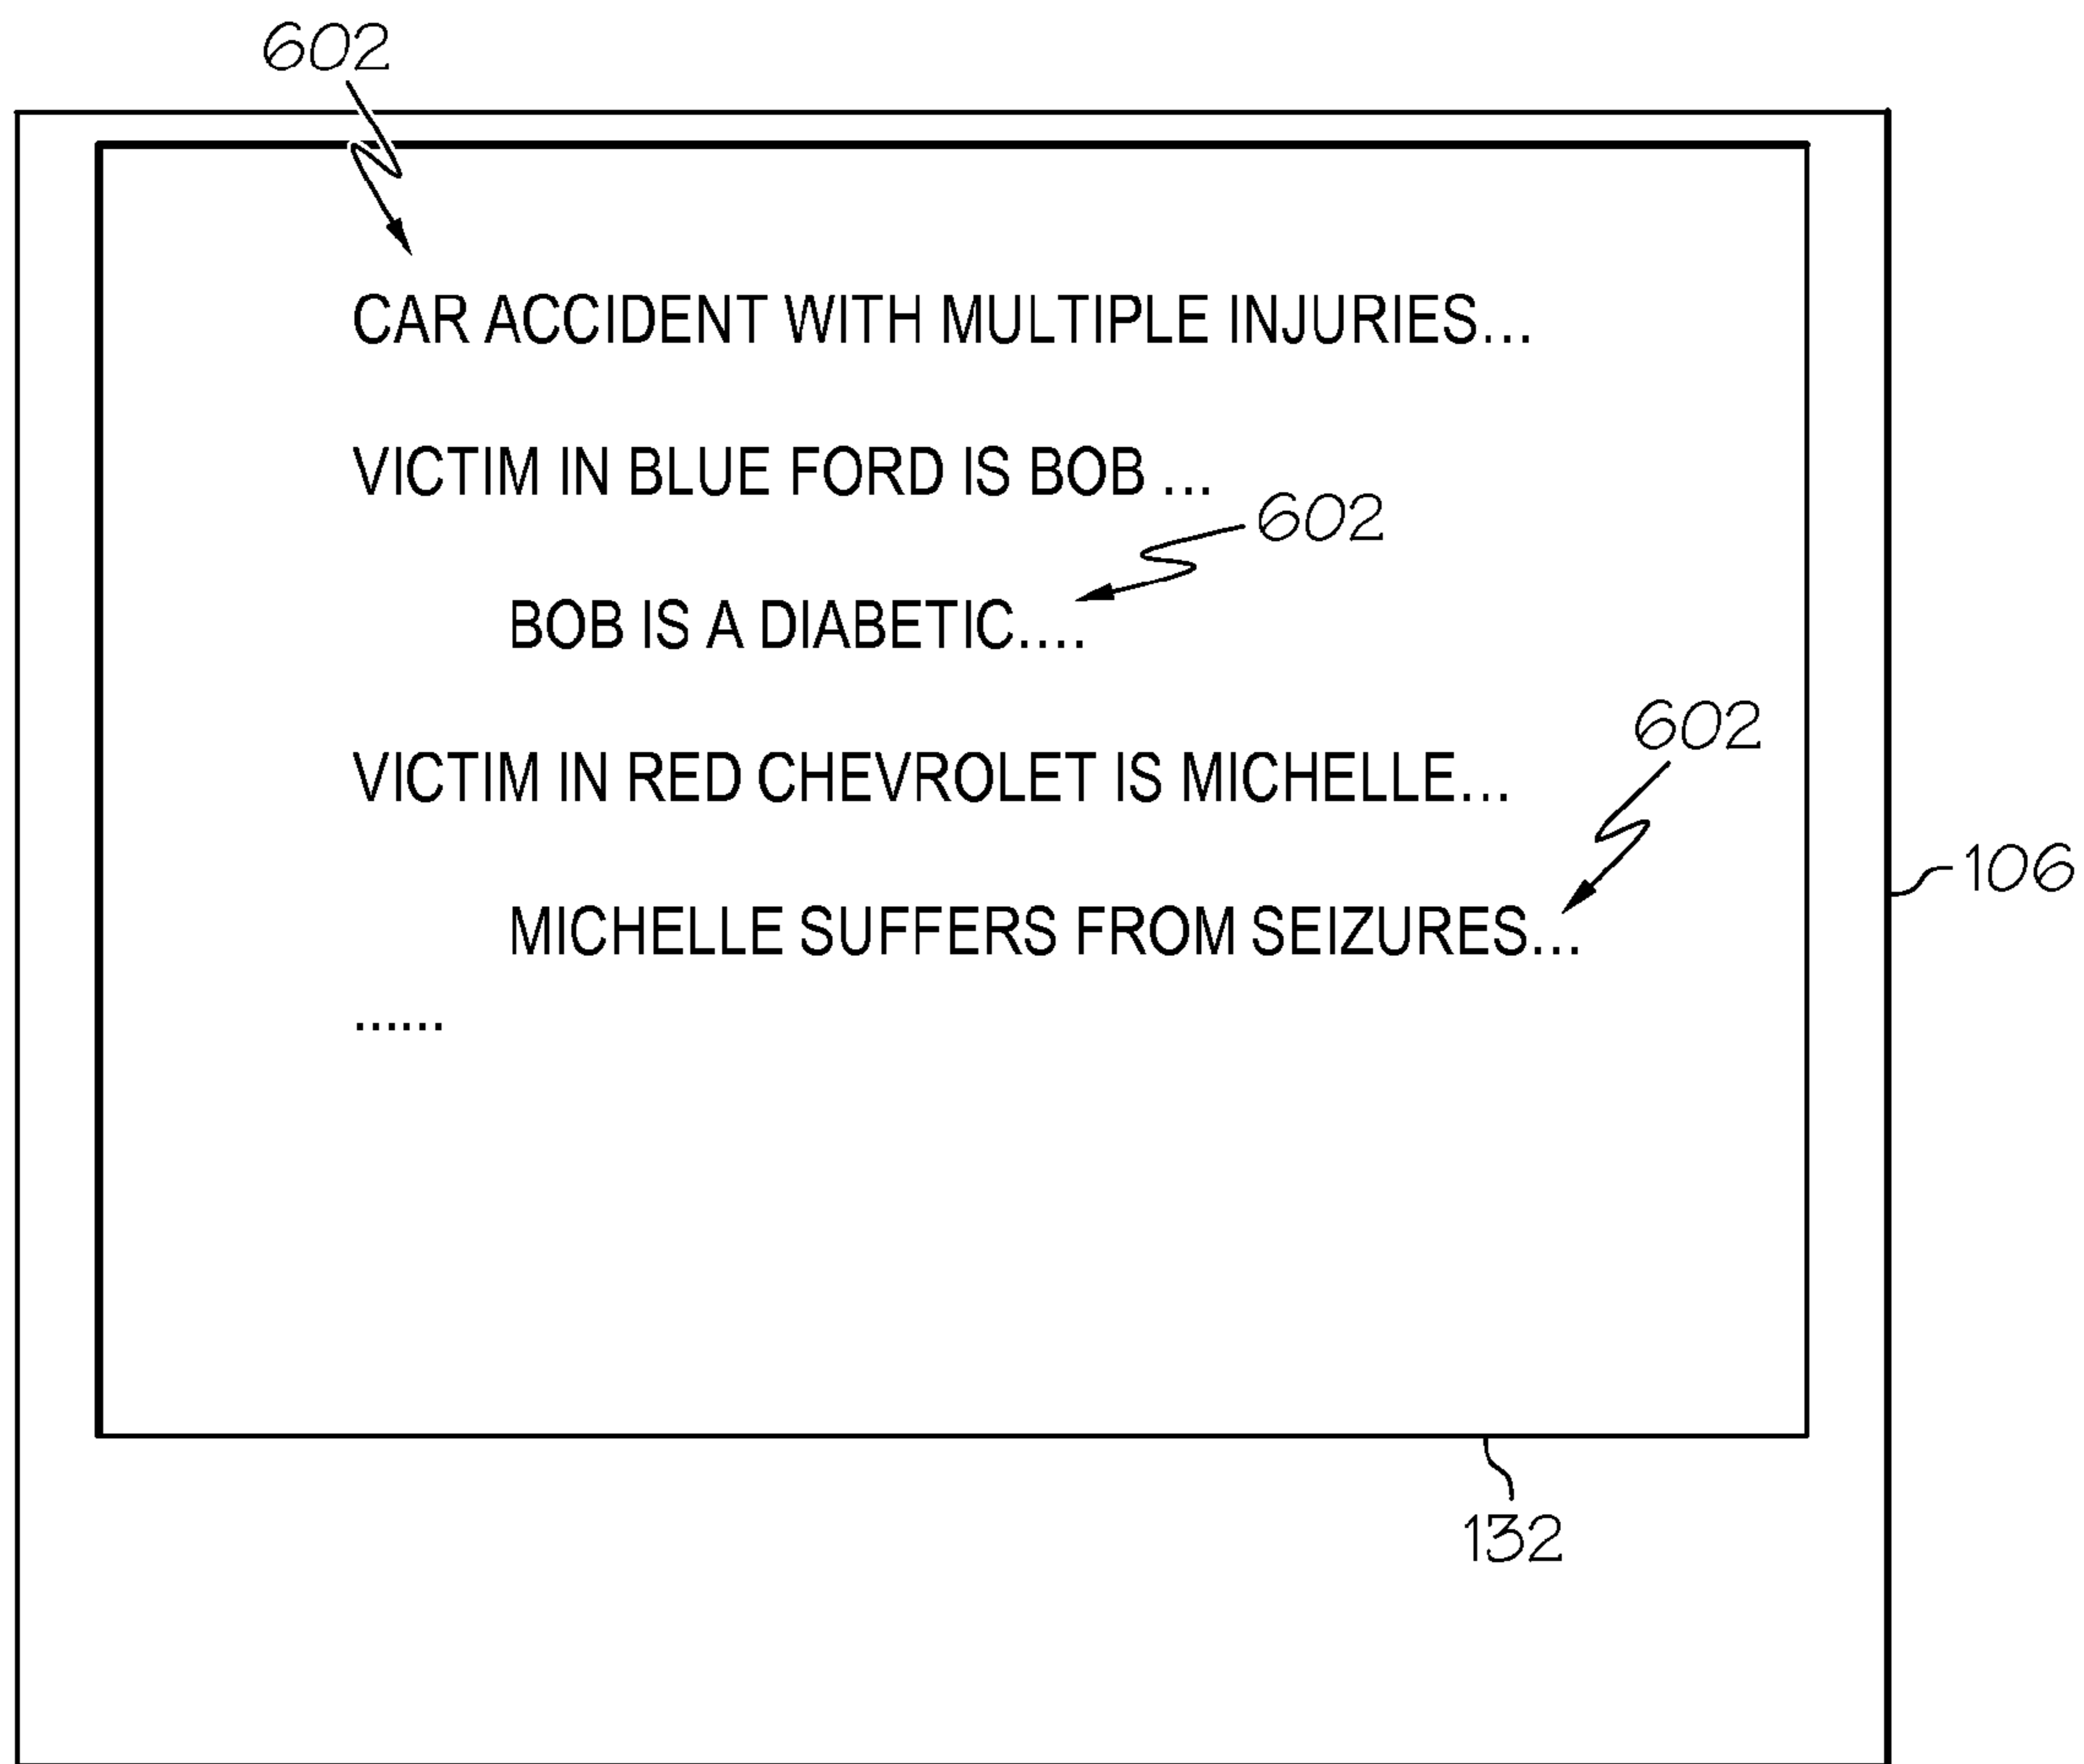 602
CAR ACCIDENT WITH MULTIPLE INJURIES...
VICTIM IN BLUE FORD IS BOB ...
602
BOB IS A DIABETIC....
602
VICTIM IN RED CHEVROLET IS MICHELLE...
106
MICHELLE SUFFERS FROM SEIZURES...
......
132